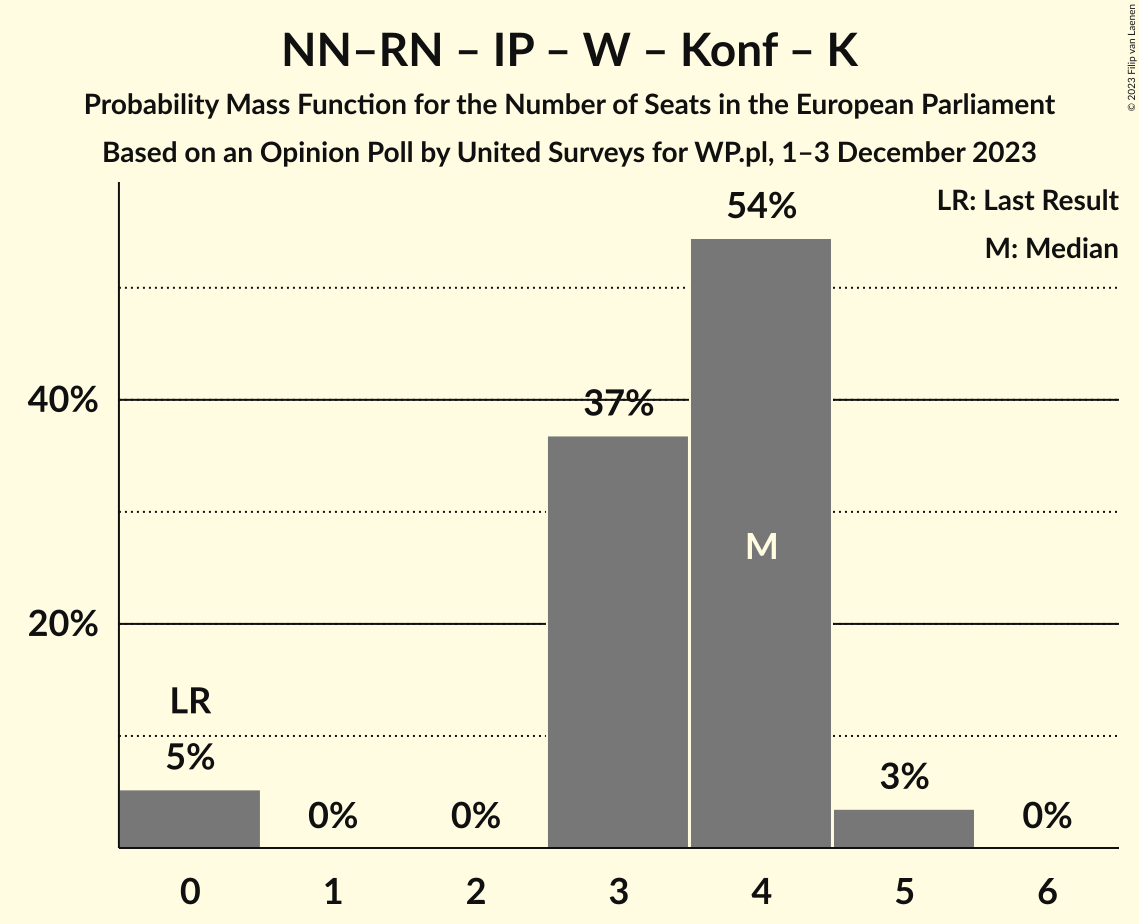 NN–RN – IP – W – Konf – K
Probability Mass Function for the Number of Seats in the European Parliament
Based on an Opinion Poll by United Surveys for WP.pl, 1–3 December 2023
© 2023 Filip van Laenen
LR: Last Result
M: Median
54%
40%
37%
M
20%
LR
5%
0%
0%
3%
0%
0
1
2
3
4
5
6